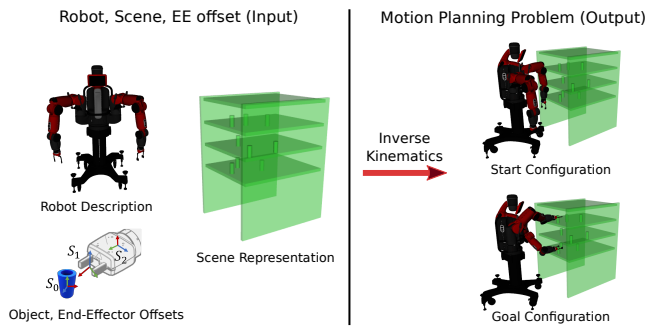 Robot, Scene, EE offset (Input)
Robot Description
Scene Representation
S₁
S₂
S₀
Object, End-Effector Offsets
Inverse
Kinematics
Motion Planning Problem (Output)
Start Configuration
Goal Configuration